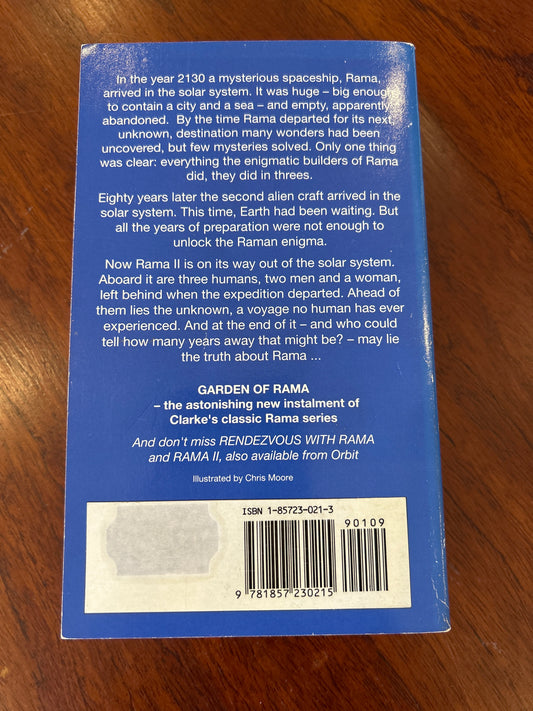 In the year 2130 a mysterious spaceship, Rama,
arrived in the solar system. It was huge – big enough
to contain a city and a sea – and empty, apparently
abandoned. By the time Rama departed for its next,
unknown, destination many wonders had been
uncovered, but few mysteries solved. Only one thing
was clear: everything the enigmatic builders of Rama
did, they did in threes.
Eighty years later the second alien craft arrived in the
solar system. This time, Earth had been waiting. But
all the years of preparation were not enough to
unlock the Raman enigma.
Now Rama II is on its way out of the solar system.
Aboard it are three humans, two men and a woman,
left behind when the expedition departed. Ahead of
them lies the unknown, a voyage no human has ever
experienced. And at the end of it – and who could
tell how many years away that might be? – may lie
the truth about Rama ...
GARDEN OF RAMA
– the astonishing new instalment of
Clarke's classic Rama series
And don't miss RENDEZVOUS WITH RAMA
and RAMA II, also available from Orbit
Illustrated by Chris Moore
ISBN 1-85723-021-3
90109
9 781857 230215